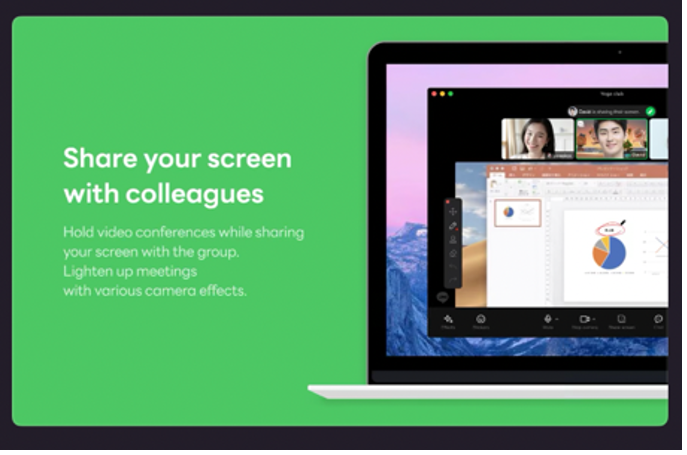 Share your screen
with colleagues
Hold video conferences while sharing
your screen with the group.
Lighten up meetings
with various camera effects.
Yoga club
David is sharing their screen